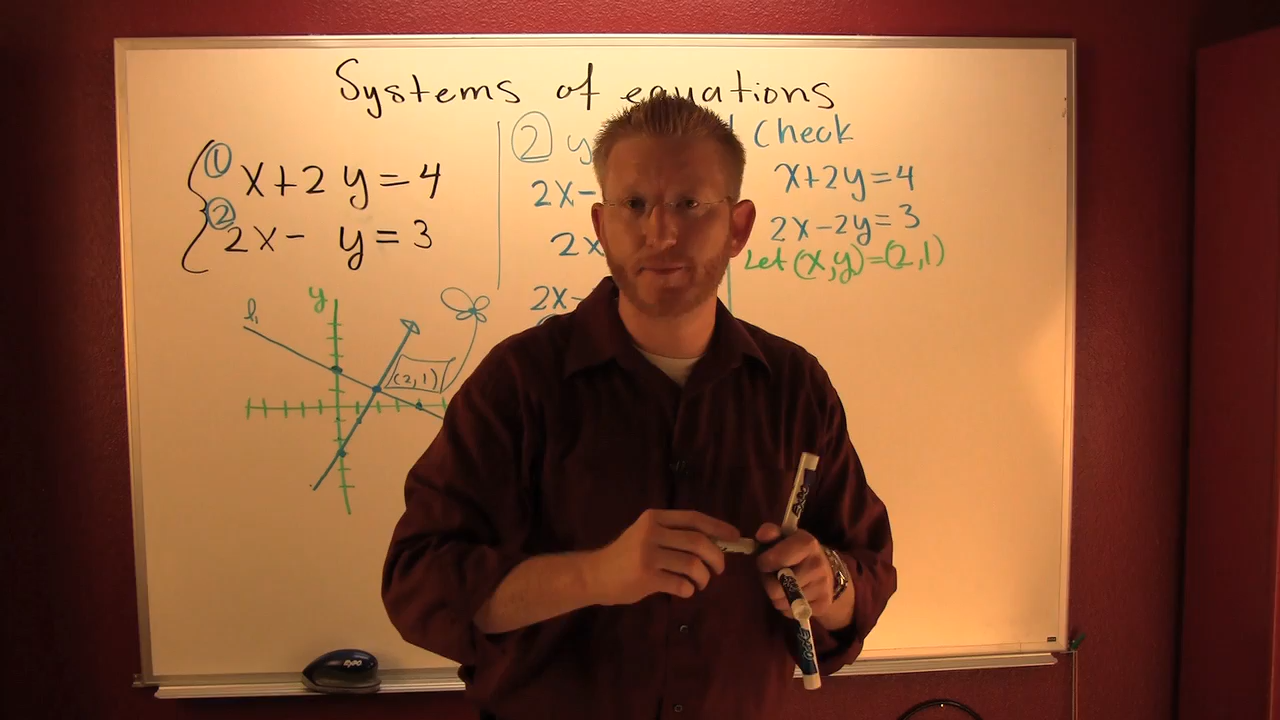 Systems of equations
① x+2y=4
② 2x- y=3
l₁
y
(2,1)
② y
2x-
2x
2x-
Check
x+2y=4
2x-2y=3
Let (x,y)=(2,1)
EXPO
EXPO
EXPO